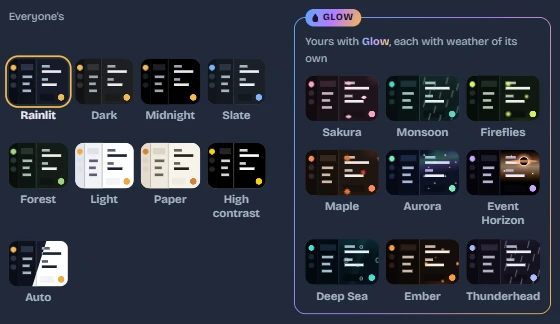 Everyone's
Rainlit
Dark
Midnight
Slate
Forest
Light
Paper
High
contrast
Auto
GLOW
Yours with Glow, each with weather of its
own
Sakura
Monsoon
Fireflies
Maple
Aurora
Event
Horizon
Deep Sea
Ember
Thunderhead